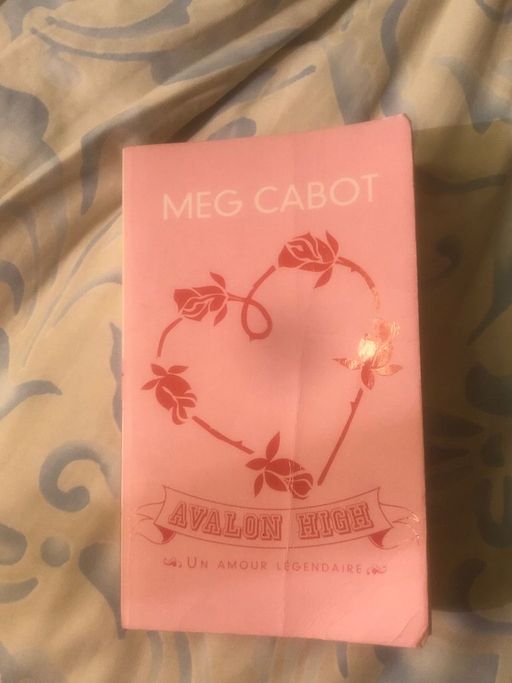 MEG CABOT
AVALON HIGH
UN AMOUR LÉGENDAIRE